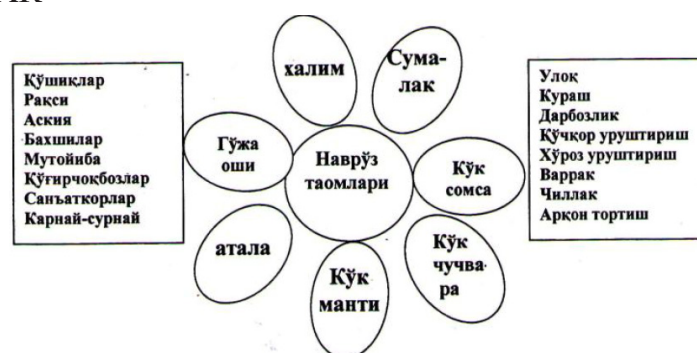 Қўшиқлар
Рақси
Аския
Бахшилар
Мутойиба
Қўғирчоқбозлар
Санъаткорлар
Карнай-сурнай
халим
Сума-
лак
Гўжа
оши
Наврўз
таомлари
Кўк
сомса
атала
Кўк
манти
Кўк
чучва-
ра
Улоқ
Кураш
Дарбозлик
Қўчқор уруштириш
Хўроз уруштириш
Варрак
Чиллак
Арқон тортиш